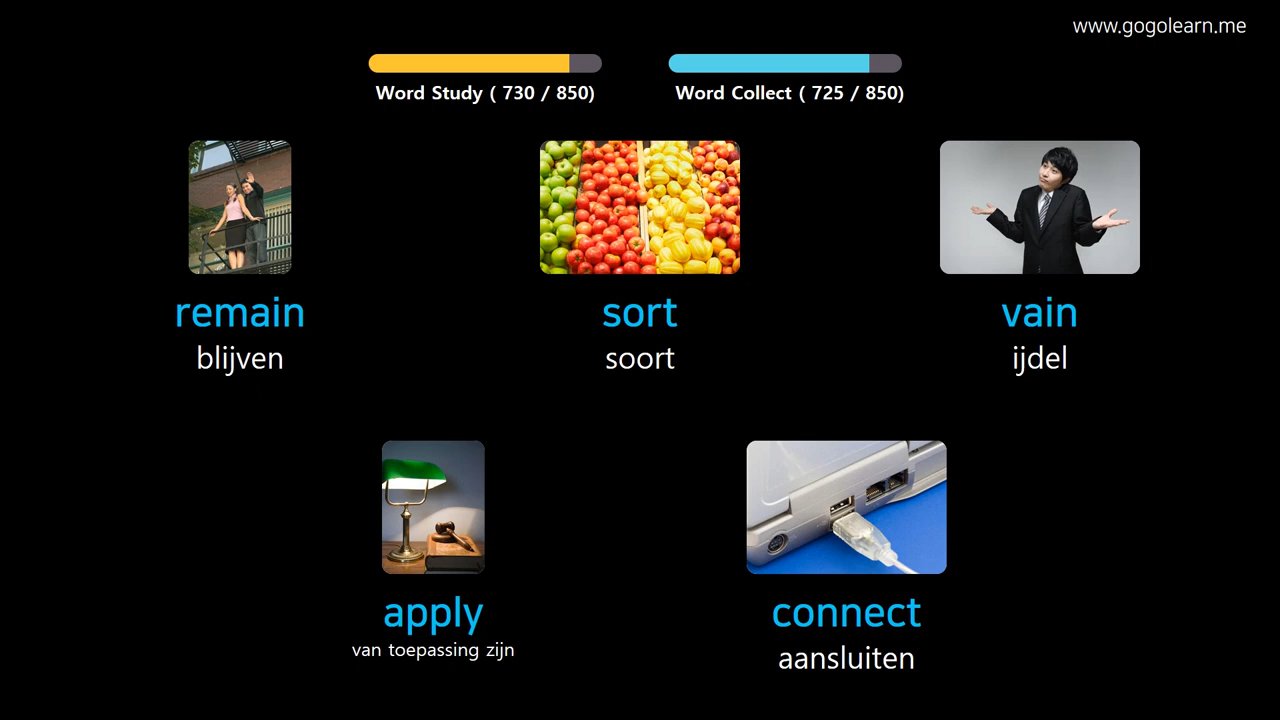 www.gogolearn.me
Word Study ( 730 / 850)
Word Collect ( 725 / 850)
remain
blijven
sort
soort
vain
ijdel
apply
van toepassing zijn
connect
aansluiten